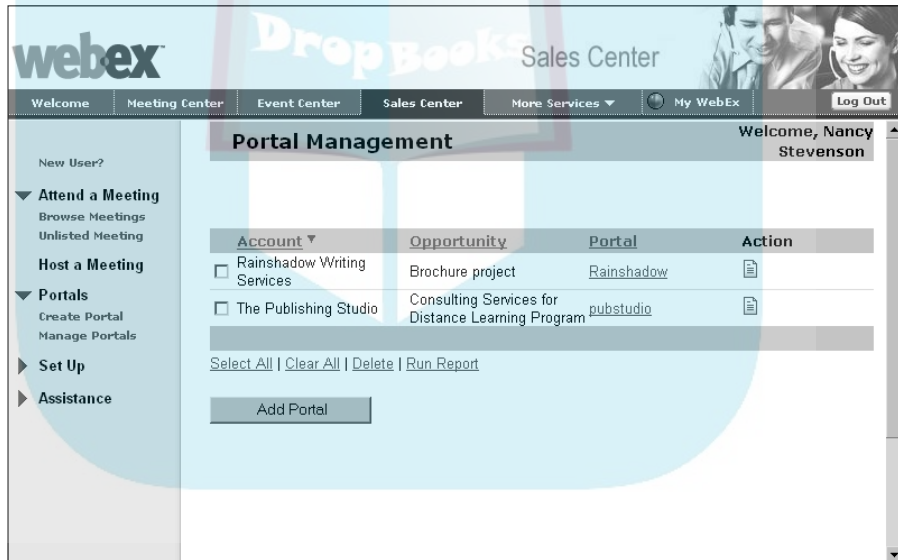 webex
DropBooks
Sales Center
Welcome
Meeting Center
Event Center
Sales Center
More Services
My WebEx
Log Out
Portal Management
Welcome, Nancy
Stevenson
New User?
Attend a Meeting
Browse Meetings
Unlisted Meeting
Host a Meeting
Portals
Create Portal
Manage Portals
Set Up
Assistance
Account
Opportunity
Portal
Action
Rainshadow Writing
Services
Brochure project
Rainshadow
The Publishing Studio
Consulting Services for
Distance Learning Program
pubstudio
Select All | Clear All | Delete | Run Report
Add Portal